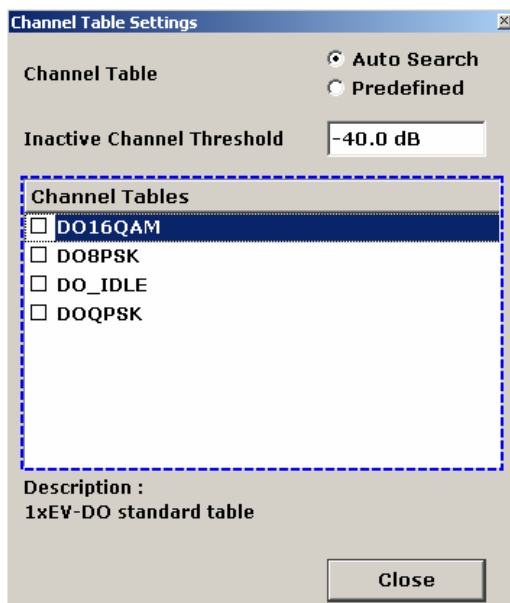 Channel Table Settings
Channel Table
Auto Search
Predefined
Inactive Channel Threshold
-40.0 dB
Channel Tables
DO16QAM
DO8PSK
DO_IDLE
DOQPSK
Description :
1xEV-DO standard table
Close